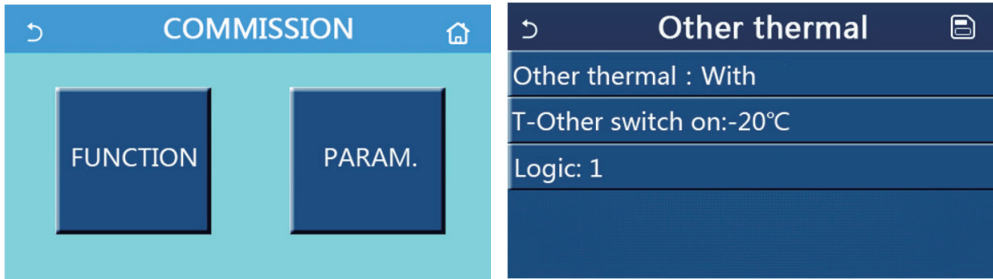 COMMISSION
FUNCTION
PARAM.
Other thermal
Other thermal : With
T-Other switch on:-20℃
Logic: 1